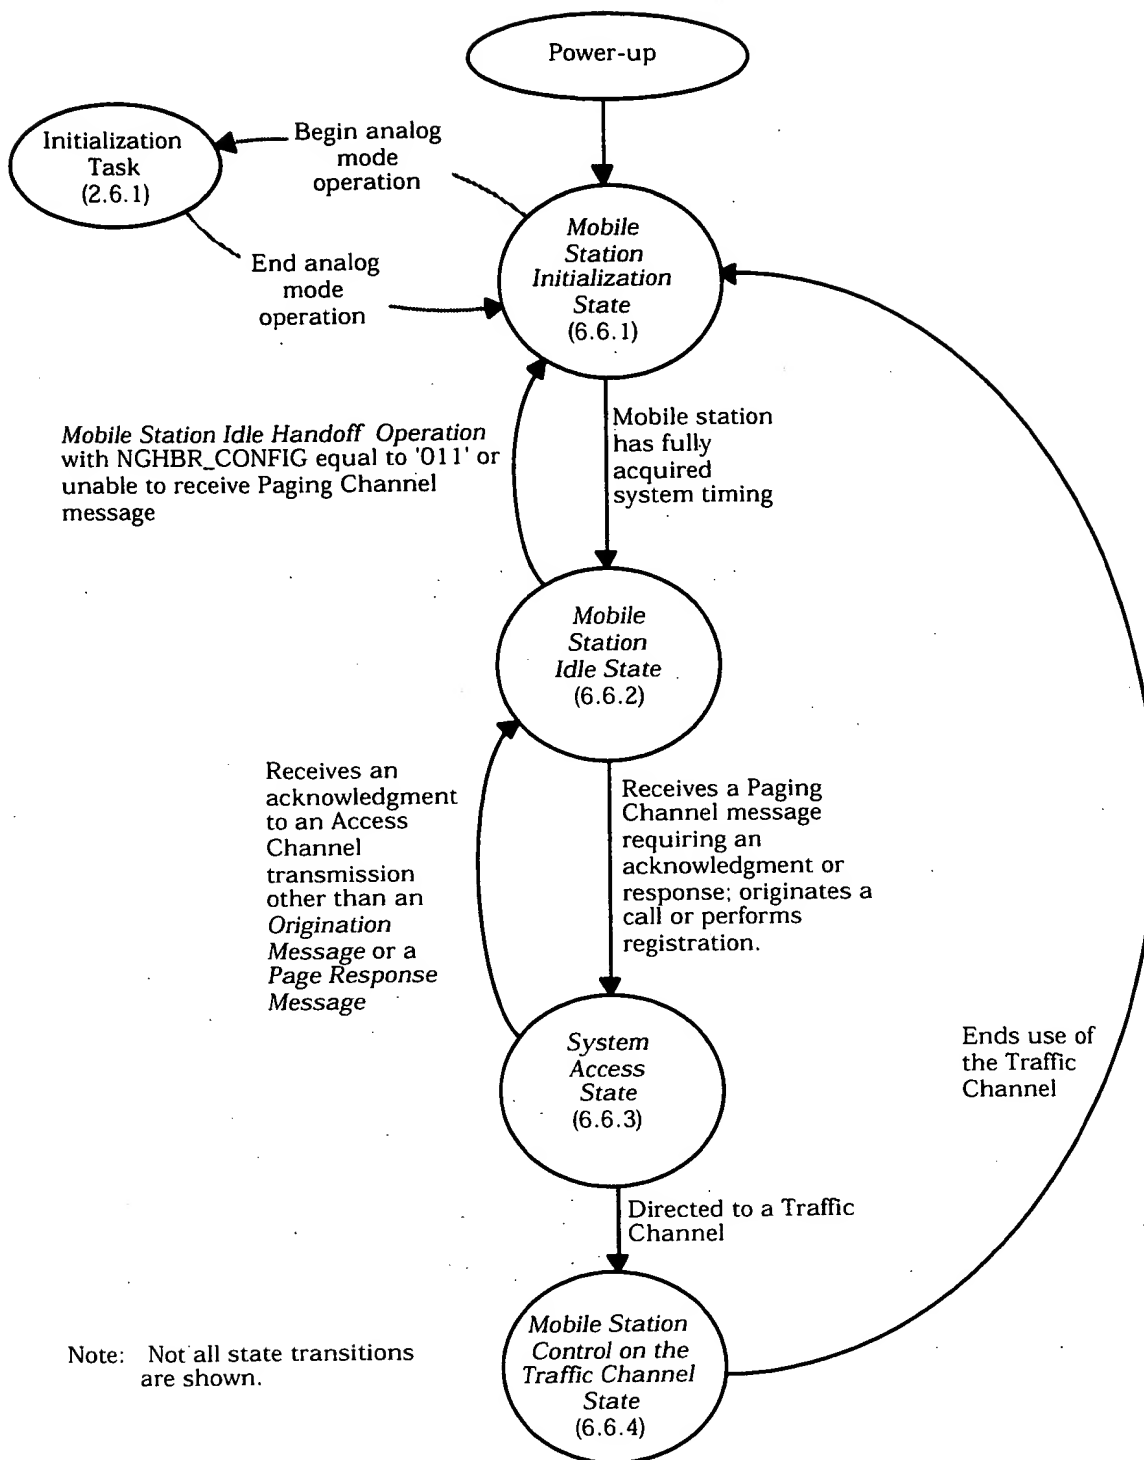 Power-up
Initialization
Task
(2.6.1)
Begin analog
mode
operation
End analog
mode
operation
Mobile
Station
Initialization
State
(6.6.1)
Mobile Station Idle Handoff Operation
with NGHBR_CONFIG equal to '011' or
unable to receive Paging Channel
message
Mobile station
has fully
acquired
system timing
Mobile
Station
Idle State
(6.6.2)
Receives an
acknowledgment
to an Access
Channel
transmission
other than an
Origination
Message or a
Page Response
Message
Receives a Paging
Channel message
requiring an
acknowledgment or
response; originates a
call or performs
registration.
System
Access
State
(6.6.3)
Ends use of
the Traffic
Channel
Directed to a Traffic
Channel
Mobile Station
Control on the
Traffic Channel
State
(6.6.4)
Note: Not all state transitions
are shown.